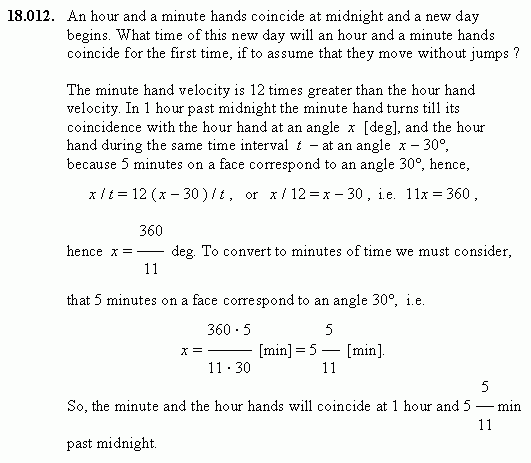 18.012. An hour and a minute hands coincide at midnight and a new day
begins. What time of this new day will an hour and a minute hands
coincide for the first time, if to assume that they move without jumps ?
The minute hand velocity is 12 times greater than the hour hand
velocity. In 1 hour past midnight the minute hand turns till its
coincidence with the hour hand at an angle x [deg], and the hour
hand during the same time interval t – at an angle x – 30°,
because 5 minutes on a face correspond to an angle 30°, hence,
x / t = 12 ( x – 30 ) / t , or x / 12 = x – 30 , i.e. 11x = 360 ,
360
hence x = —— deg. To convert to minutes of time we must consider,
11
that 5 minutes on a face correspond to an angle 30°, i.e.
360 · 5 5
x = ——— [min] = 5 — [min].
11 · 30 11
5
So, the minute and the hour hands will coincide at 1 hour and 5 — min
11
past midnight.